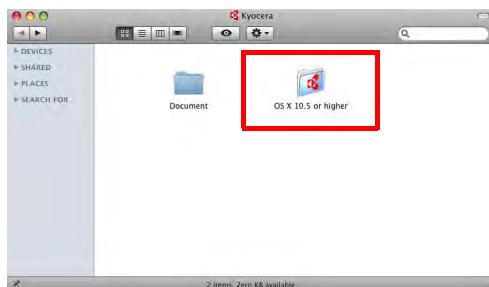 Kyocera
DEVICES
SHARED
PLACES
SEARCH FOR
Document
OS X 10.5 or higher
2 items, Zero KB available